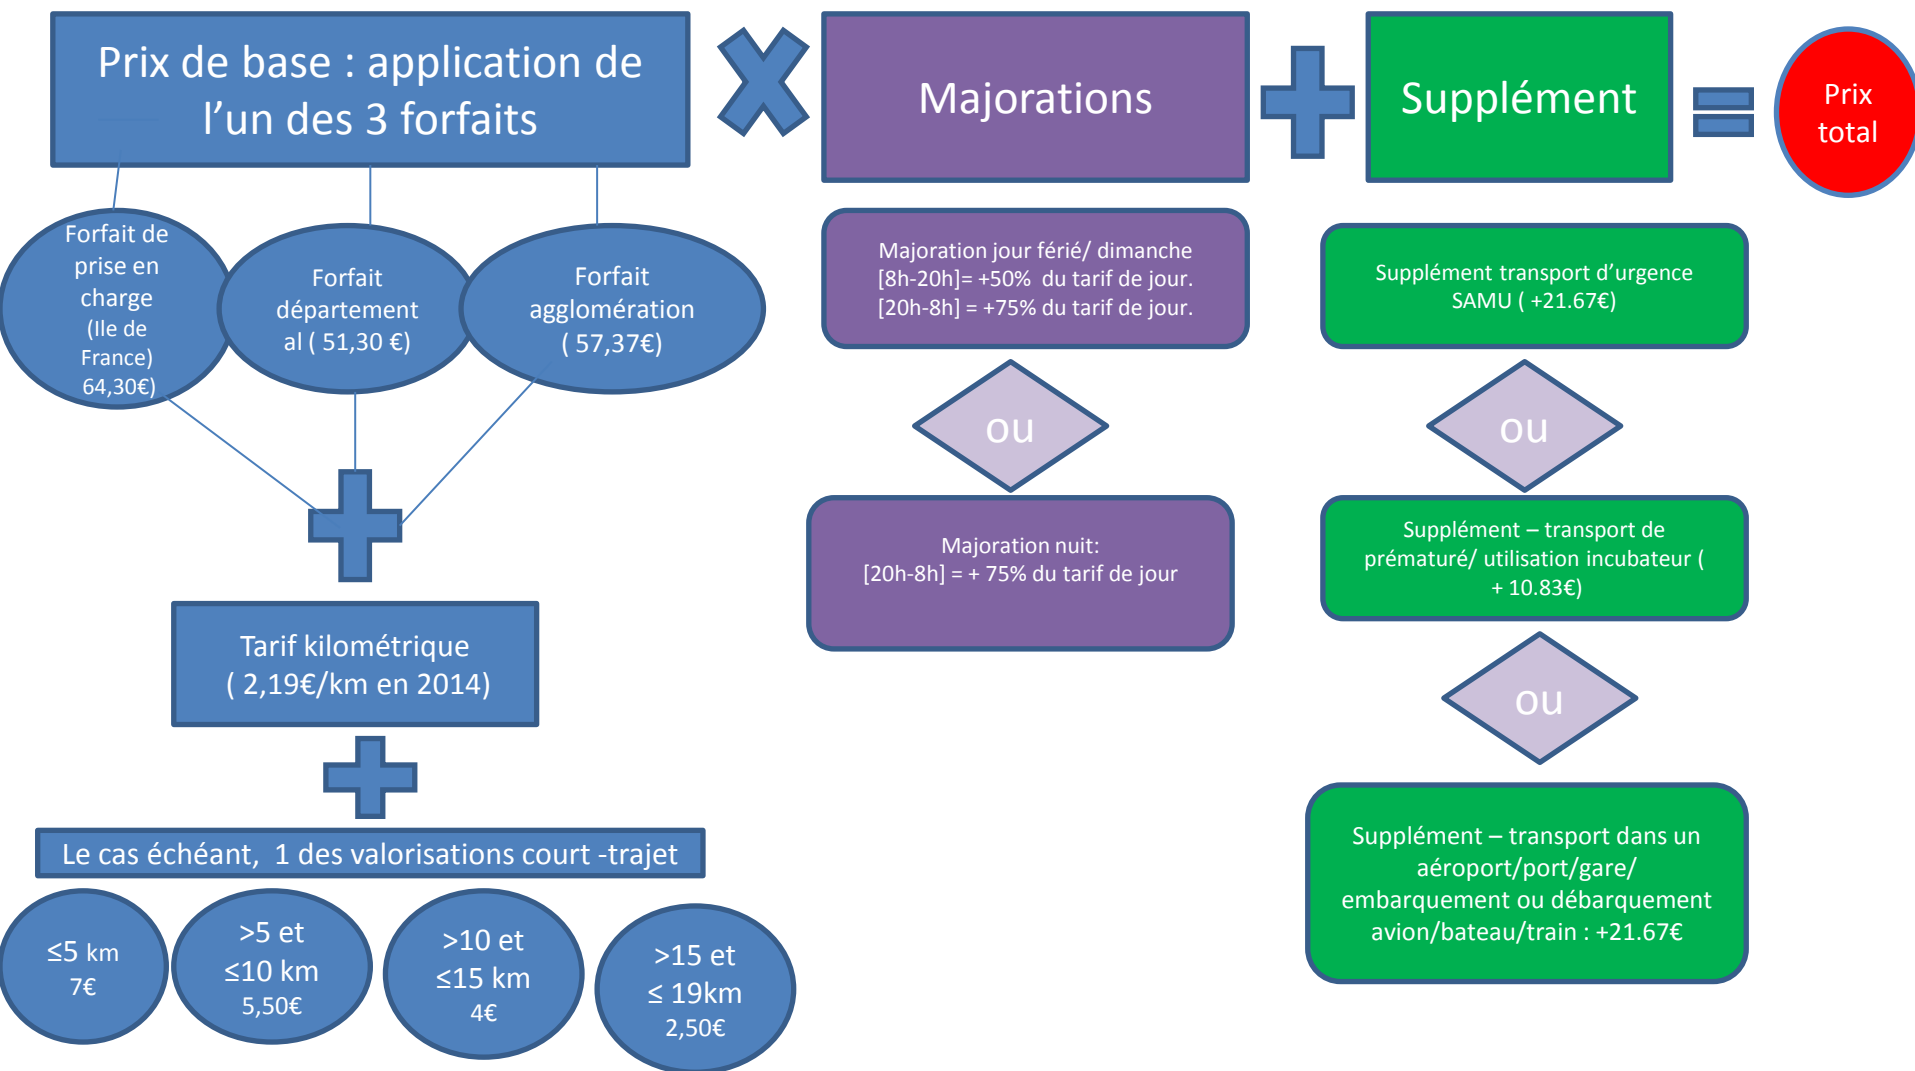 Prix de base : application de
l’un des 3 forfaits
Majorations
Supplément
Prix
total
Forfait de
prise en
charge
(Ile de
France)
64,30€)
Forfait
département
al ( 51,30 €)
Forfait
agglomération
( 57,37€)
Tarif kilométrique
( 2,19€/km en 2014)
Le cas échéant, 1 des valorisations court -trajet
≤5 km
7€
>5 et
≤10 km
5,50€
>10 et
≤15 km
4€
>15 et
≤ 19km
2,50€
Majoration jour férié/ dimanche
[8h-20h]= +50% du tarif de jour.
[20h-8h] = +75% du tarif de jour.
ou
Majoration nuit:
[20h-8h] = + 75% du tarif de jour
Supplément transport d’urgence
SAMU ( +21.67€)
ou
Supplément – transport de
prématuré/ utilisation incubateur (
+ 10.83€)
ou
Supplément – transport dans un
aéroport/port/gare/
embarquement ou débarquement
avion/bateau/train : +21.67€